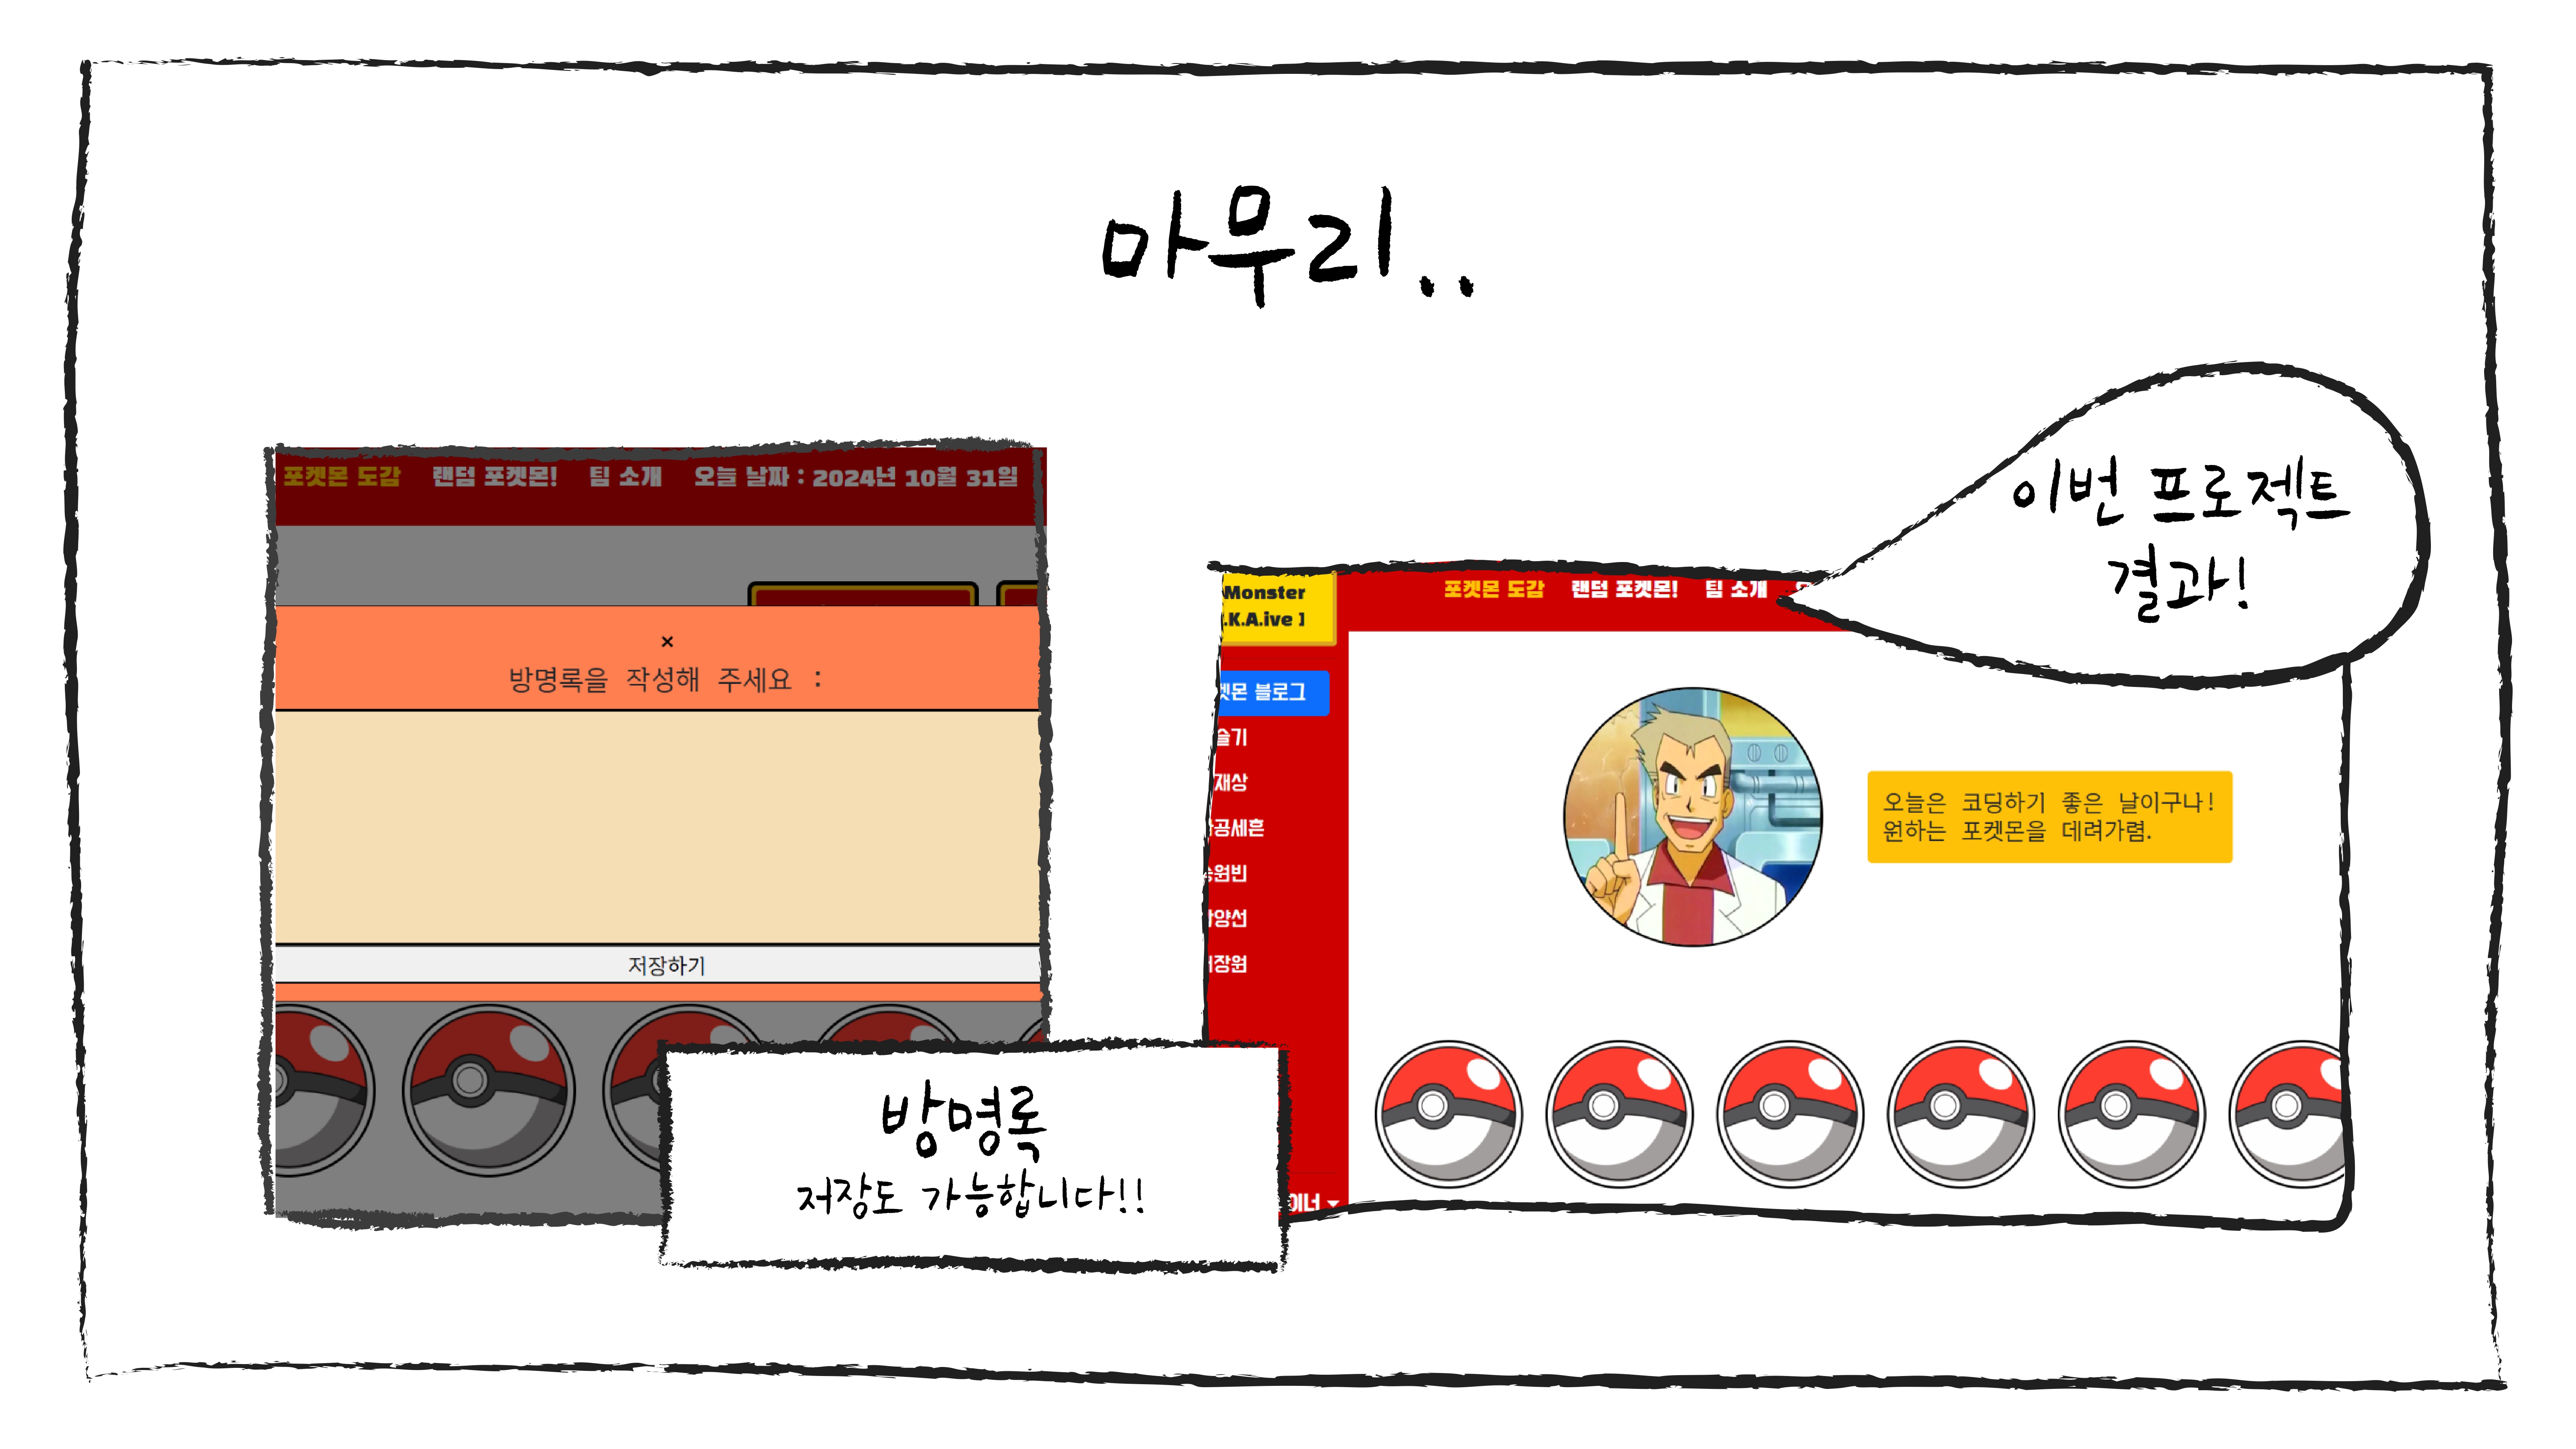 마무리..
포켓몬 도감 랜덤 포켓몬! 팀 소개 오늘 날짜 : 2024년 10월 31일
×
방명록을 작성해 주세요 :
저장하기
방명록
저장도 가능합니다!!
이번 프로젝트
결과!
Monster
.K.A.ive ]
포켓몬 도감 랜덤 포켓몬! 팀 소개
몬 블로그
슬기
재상
공세흔
원빈
양선
장원
이너
오늘은 코딩하기 좋은 날이구나!
원하는 포켓몬을 데려가렴.